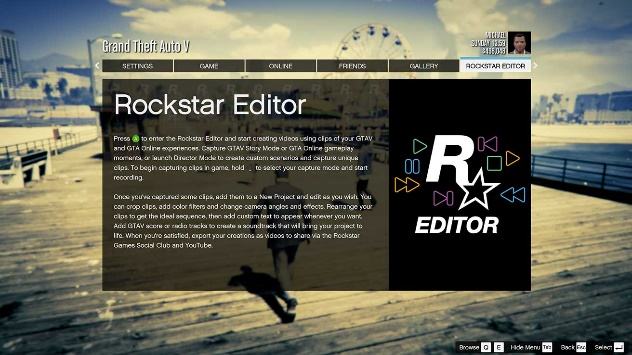 Grand Theft Auto V
MICHAEL
SETTINGS GAME ONLINE FRIENDS GALLERY ROCKSTAR EDITOR
Rockstar Editor
Press A to enter the Rockstar Editor and start creating videos using clips of your GTAV
and GTA Online experiences. Capture GTAV Story Mode or GTA Online gameplay
moments, or launch Director Mode to create custom scenarios and capture unique
clips. To begin capturing clips in game, hold to select your capture mode and start
recording.
Once you've captured some clips, add them to a New Project and edit as you wish. You
can crop clips, add color filters and change camera angles and effects. Rearrange your
clips to get the ideal sequence, then add custom text to appear whenever you want.
Add GTAV score or radio tracks to create a soundtrack that will bring your project to
life. When you're satisfied, export your creations as videos to share via the Rockstar
Games Social Club and YouTube.
R
EDITOR
Browse Q E Hide Menu Tab Back Esc Select